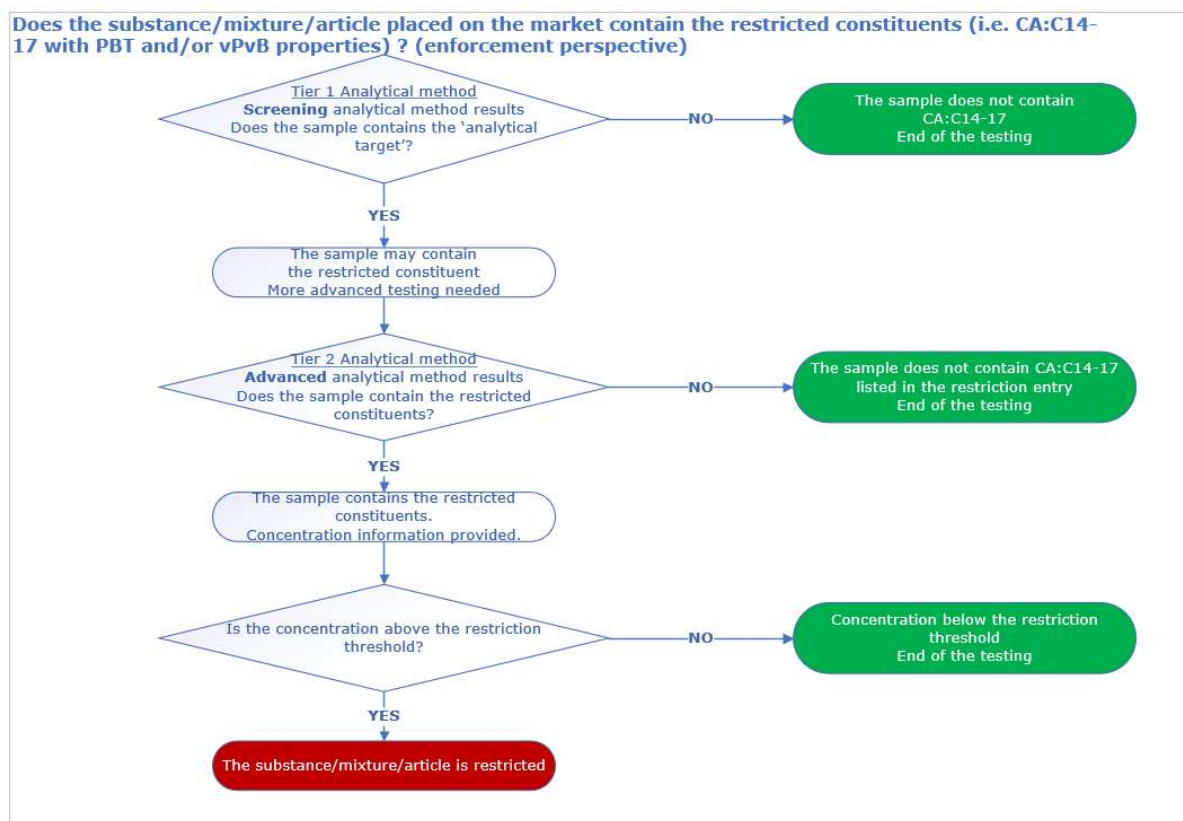 Does the substance/mixture/article placed on the market contain the restricted constituents (i.e. CA:C14-
17 with PBT and/or vPvB properties) ? (enforcement perspective)
Tier 1 Analytical method
Screening analytical method results
Does the sample contains the ‘analytical
target’?
NO
The sample does not contain
CA:C14-17
End of the testing
YES
The sample may contain
the restricted constituent
More advanced testing needed
Tier 2 Analytical method
Advanced analytical method results
Does the sample contain the restricted
constituents?
NO
The sample does not contain CA:C14-17
listed in the restriction entry
End of the testing
YES
The sample contains the restricted
constituents.
Concentration information provided.
Is the concentration above the restriction
threshold?
NO
Concentration below the restriction
threshold
End of the testing
YES
The substance/mixture/article is restricted